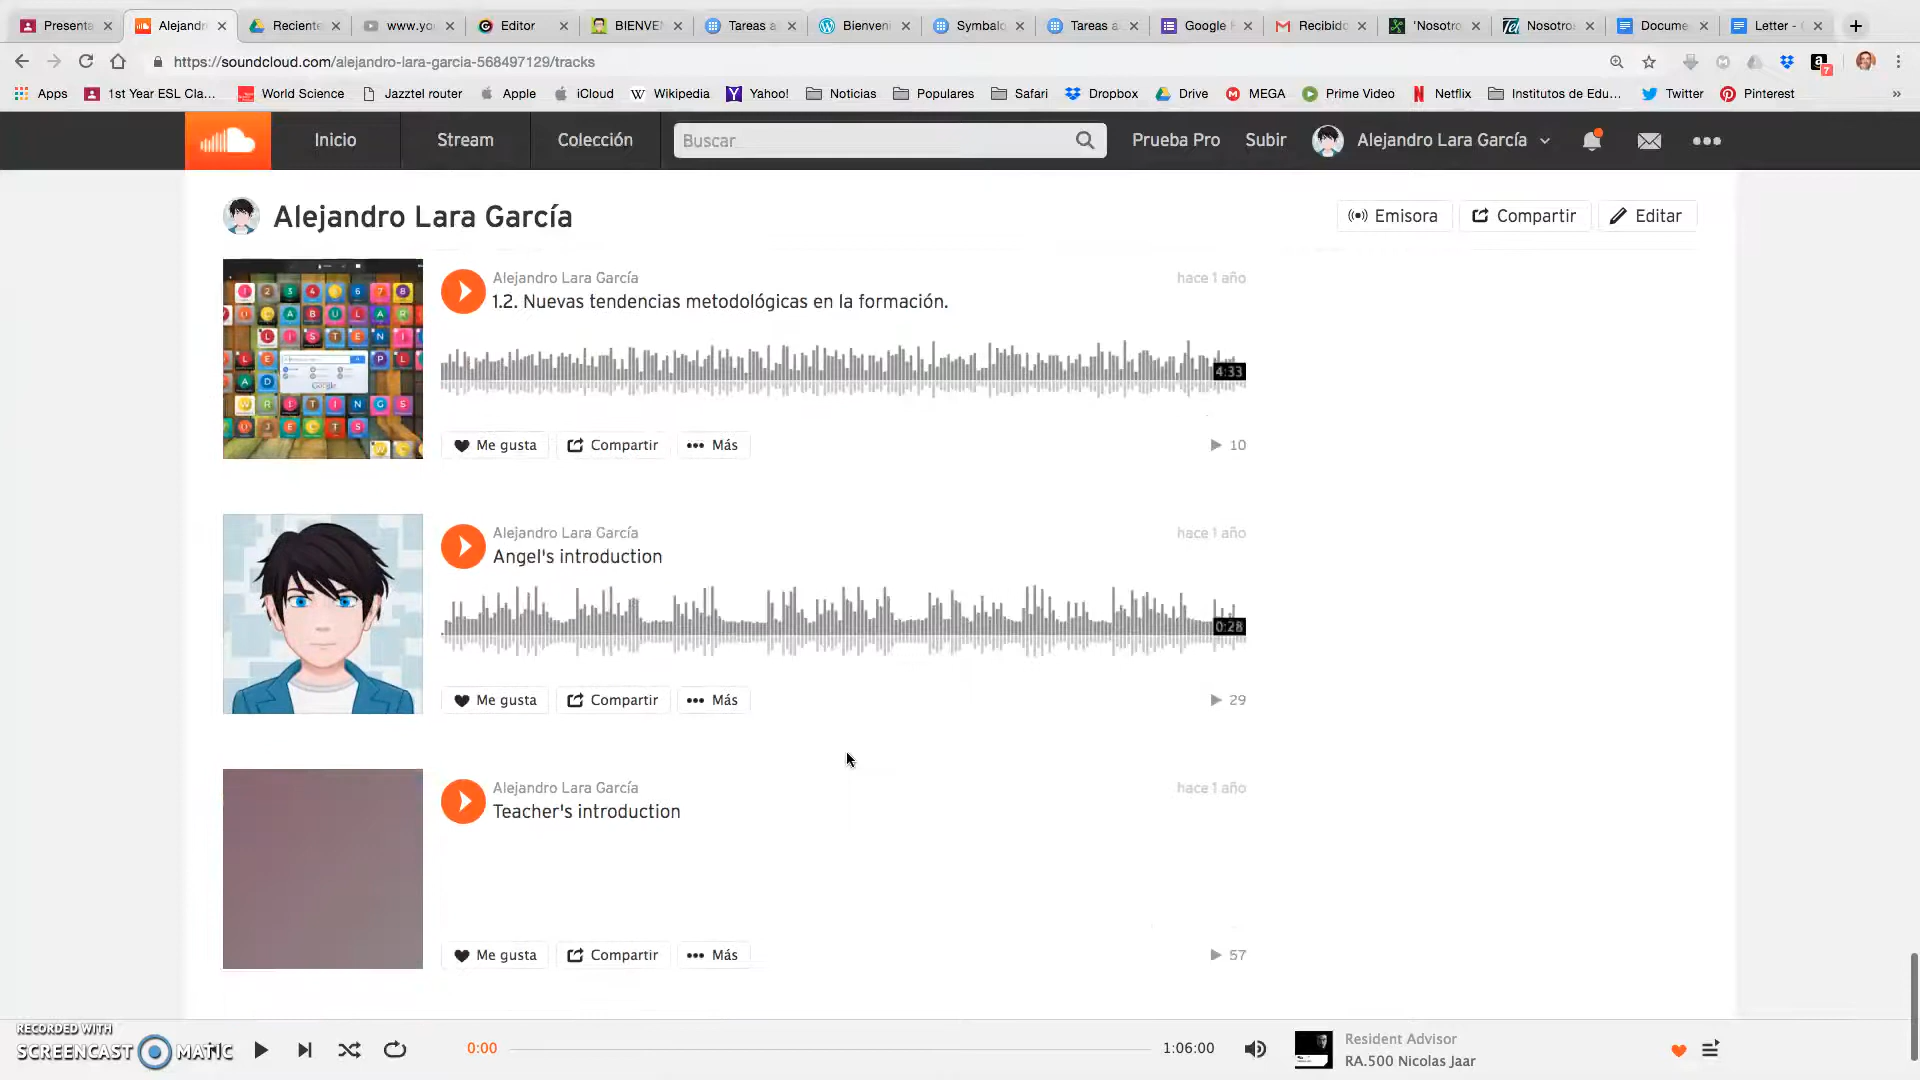 Presenta
Alejandr
Reciente
www.yo
Editor
BIENVE
Tareas a
Bienveni
Symbalo
Tareas a
Google F
Recibido
'Nosotro
Nosotro
Docume
Letter -
https://soundcloud.com/alejandro-lara-garcia-568497129/tracks
7
Apps
1st Year ESL Cla...
World Science
Jazztel router
Apple
iCloud
Wikipedia
Yahoo!
Noticias
Populares
Safari
Dropbox
Drive
MEGA
Prime Video
Netflix
Institutos de Edu...
Twitter
Pinterest
Inicio
Stream
Colección
Buscar
Prueba Pro
Subir
Alejandro Lara García
Alejandro Lara García
Emisora
Compartir
Editar
Alejandro Lara García
hace 1 año
1.2. Nuevas tendencias metodológicas en la formación.
4:33
Me gusta
Compartir
Más
10
Alejandro Lara García
hace 1 año
Angel's introduction
0:28
Me gusta
Compartir
Más
29
Alejandro Lara García
hace 1 año
Teacher's introduction
Me gusta
Compartir
Más
57
RECORDED WITH
SCREENCAST MATIC
0:00
1:06:00
Resident Advisor
RA.500 Nicolas Jaar